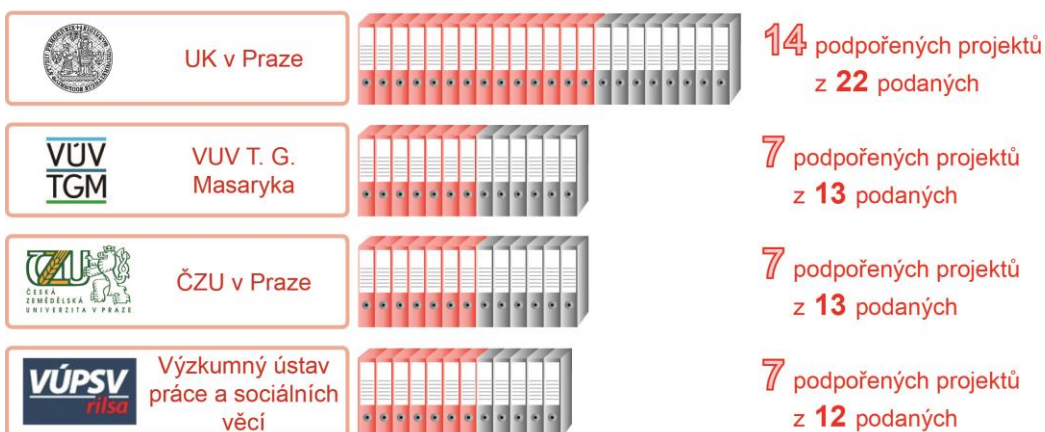 UK v Praze
14 podpořených projektů
z 22 podaných
VÚV
TGM
VUV T. G.
Masaryka
7 podpořených projektů
z 13 podaných
ČZU
ČESKÁ
ZEMĚDĚLSKÁ
UNIVERZITA V PRAZE
ČZU v Praze
7 podpořených projektů
z 13 podaných
VÚPSV
rilsa
Výzkumný ústav
práce a sociálních
věcí
7 podpořených projektů
z 12 podaných